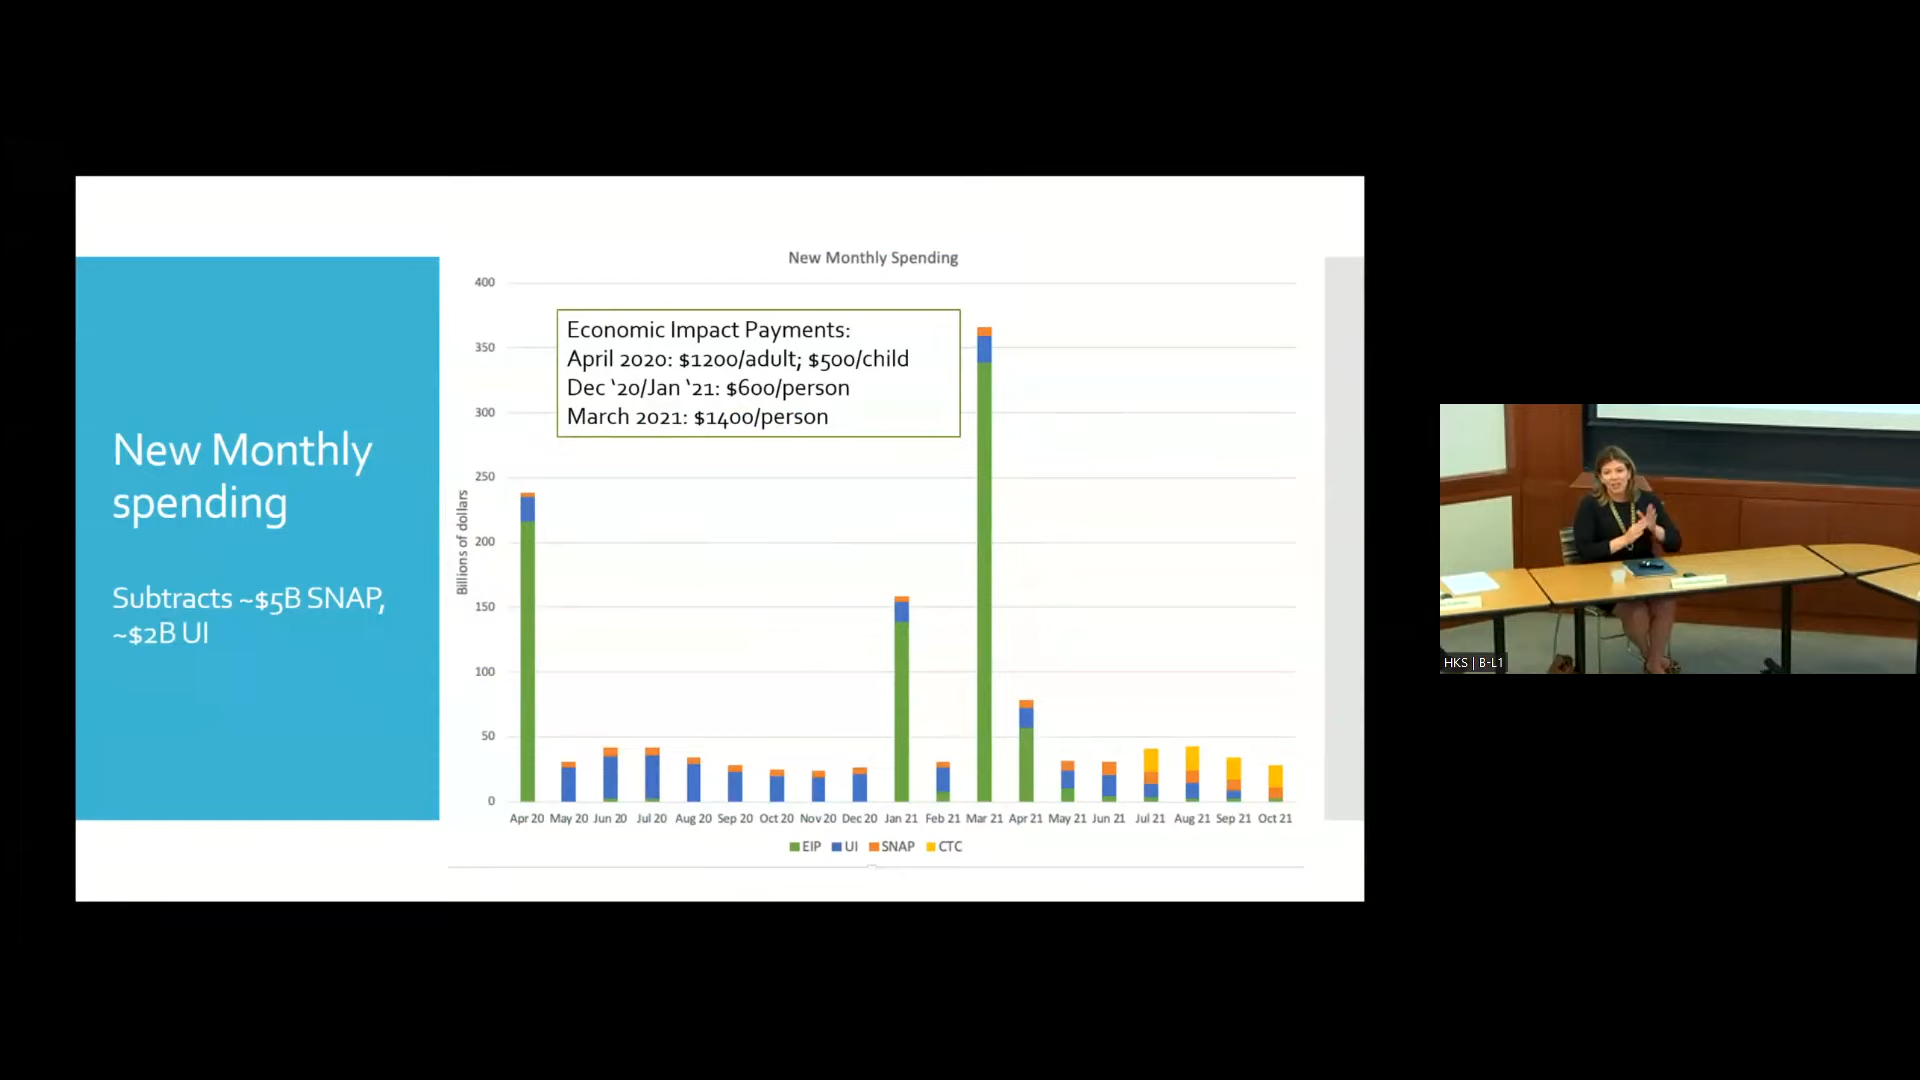 New Monthly
spending
Subtracts ~$5B SNAP,
~$2B UI
New Monthly Spending
Economic Impact Payments:
April 2020: $1200/adult; $500/child
Dec ‘20/Jan ‘21: $600/person
March 2021: $1400/person
Billions of dollars
400
350
300
250
200
150
100
50
0
Apr 20 May 20 Jun 20 Jul 20 Aug 20 Sep 20 Oct 20 Nov 20 Dec 20 Jan 21 Feb 21 Mar 21 Apr 21 May 21 Jun 21 Jul 21 Aug 21 Sep 21 Oct 21
EIP UI SNAP CTC
HKS | B-L1